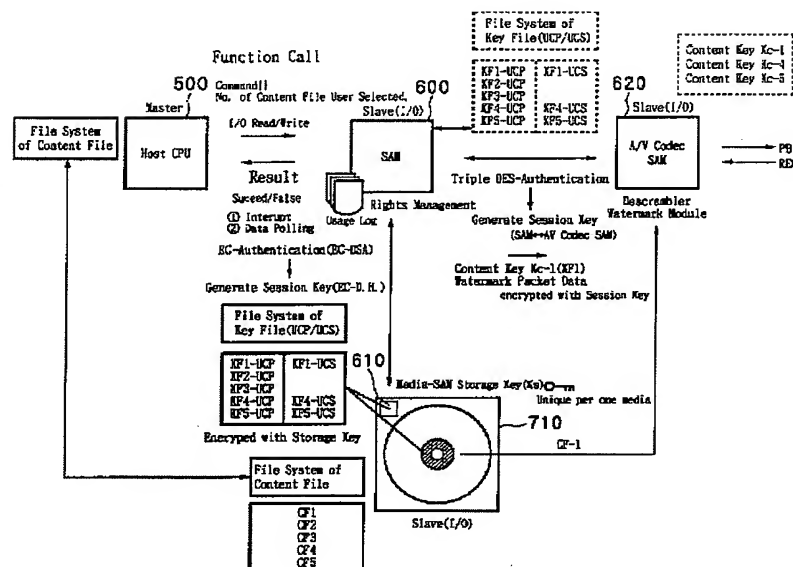 Function Call
500
Command||
No. of Content File User Selected.
Master
I/O Read/Write
File System
of Content File
Host CPU
Result
Suceed/False
① Interupt
② Data Polling
EC-Authentication(EC-DSA)
Generate Session Key(EC-D.H.)
600
Slave(I/O)
SAM
Usage Log
Rights Management
File System of
Key File(UCP/UCS)
KF1-UCP KF1-UCS
KF2-UCP
KF3-UCP
KF4-UCP KF4-UCS
KF5-UCP KF5-UCS
Triple DES-Authentication
Generate Session Key
(SAM↔AV Codec SAM)
Content Key Kc-1(KF1)
Watermark Packet Data
encrypted with Session Key
620
Slave(I/O)
A/V Codec
SAM
Descrambler
Watermark Module
Content Key Kc-1
Content Key Kc-4
Content Key Kc-5
PB
REC
File System of
Key File(UCP/UCS)
KF1-UCP KF1-UCS
KF2-UCP
KF3-UCP
KF4-UCP KF4-UCS
KF5-UCP KF5-UCS
Encryped with Storage Key
610
Media-SAM Storage Key(Ks)
Unique per one media
710
CF-1
Slave(I/O)
File System of
Content File
CF1
CF2
CF3
CF4
CF5